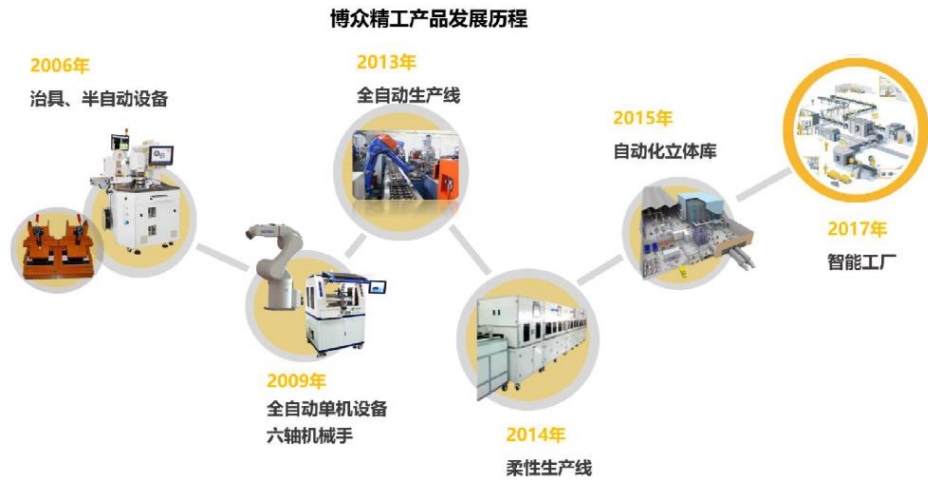 博众精工产品发展历程
2006年
治具、半自动设备
2009年
全自动单机设备
六轴机械手
2013年
全自动生产线
2014年
柔性生产线
2015年
自动化立体库
2017年
智能工厂